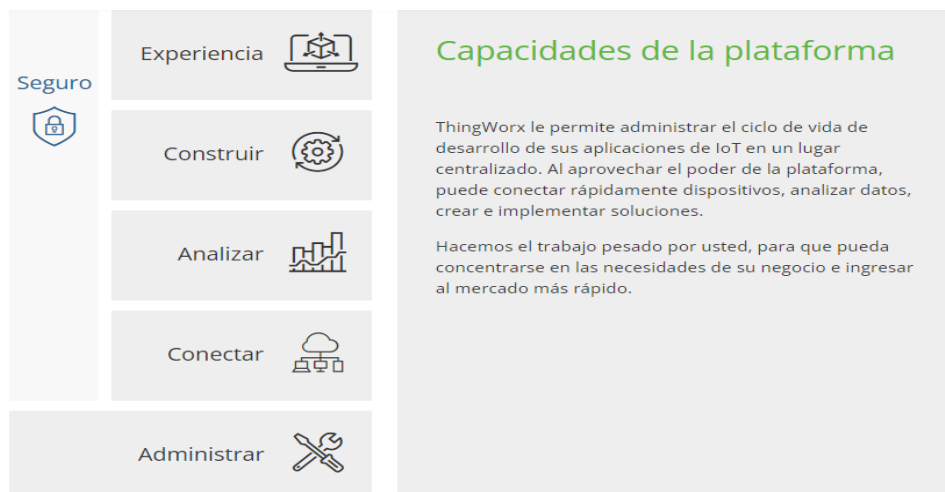 Seguro
Experiencia
Construir
Analizar
Conectar
Administrar
Capacidades de la plataforma
ThingWorx le permite administrar el ciclo de vida de
desarrollo de sus aplicaciones de IoT en un lugar
centralizado. Al aprovechar el poder de la plataforma,
puede conectar rápidamente dispositivos, analizar datos,
crear e implementar soluciones.
Hacemos el trabajo pesado por usted, para que pueda
concentrarse en las necesidades de su negocio e ingresar
al mercado más rápido.